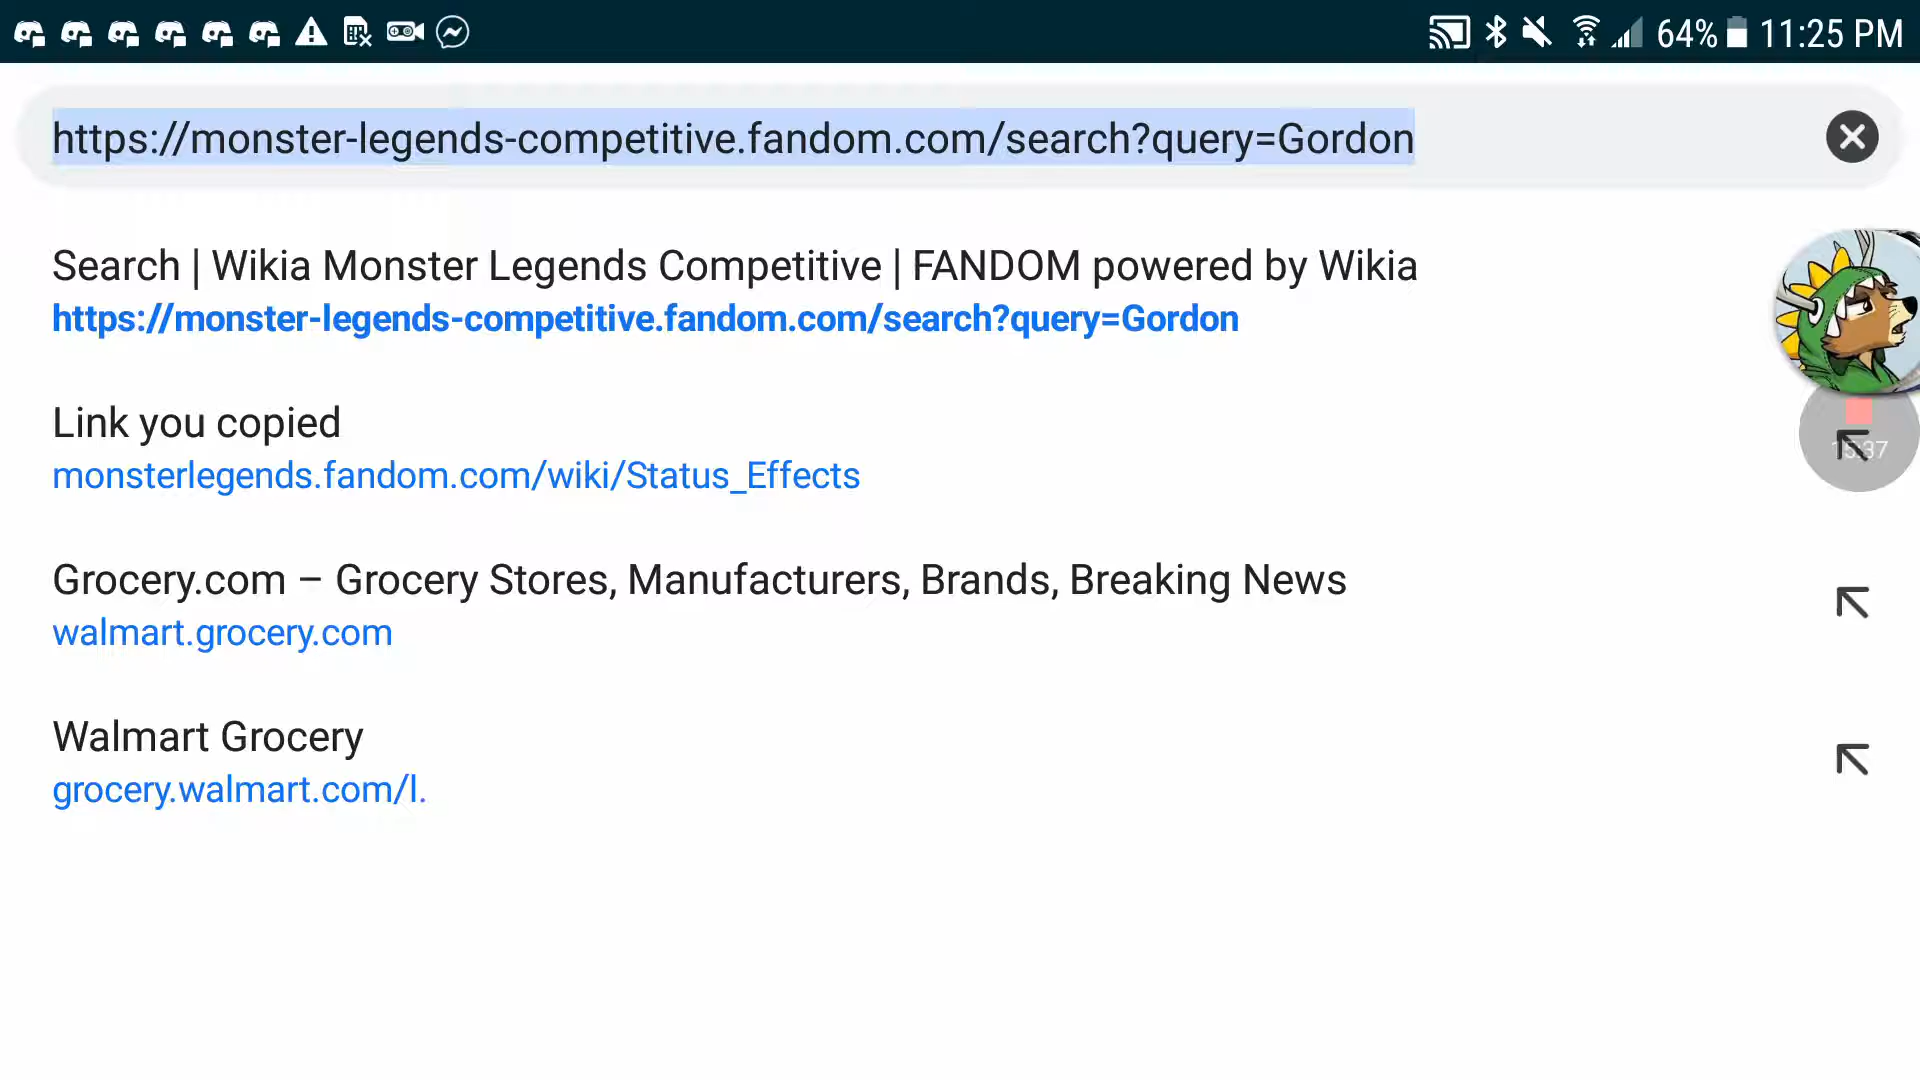 64% 11:25 PM
https://monster-legends-competitive.fandom.com/search?query=Gordon
Search | Wikia Monster Legends Competitive | FANDOM powered by Wikia
https://monster-legends-competitive.fandom.com/search?query=Gordon
Link you copied
monsterlegends.fandom.com/wiki/Status_Effects
15:37
Grocery.com – Grocery Stores, Manufacturers, Brands, Breaking News
walmart.grocery.com
Walmart Grocery
grocery.walmart.com/l.